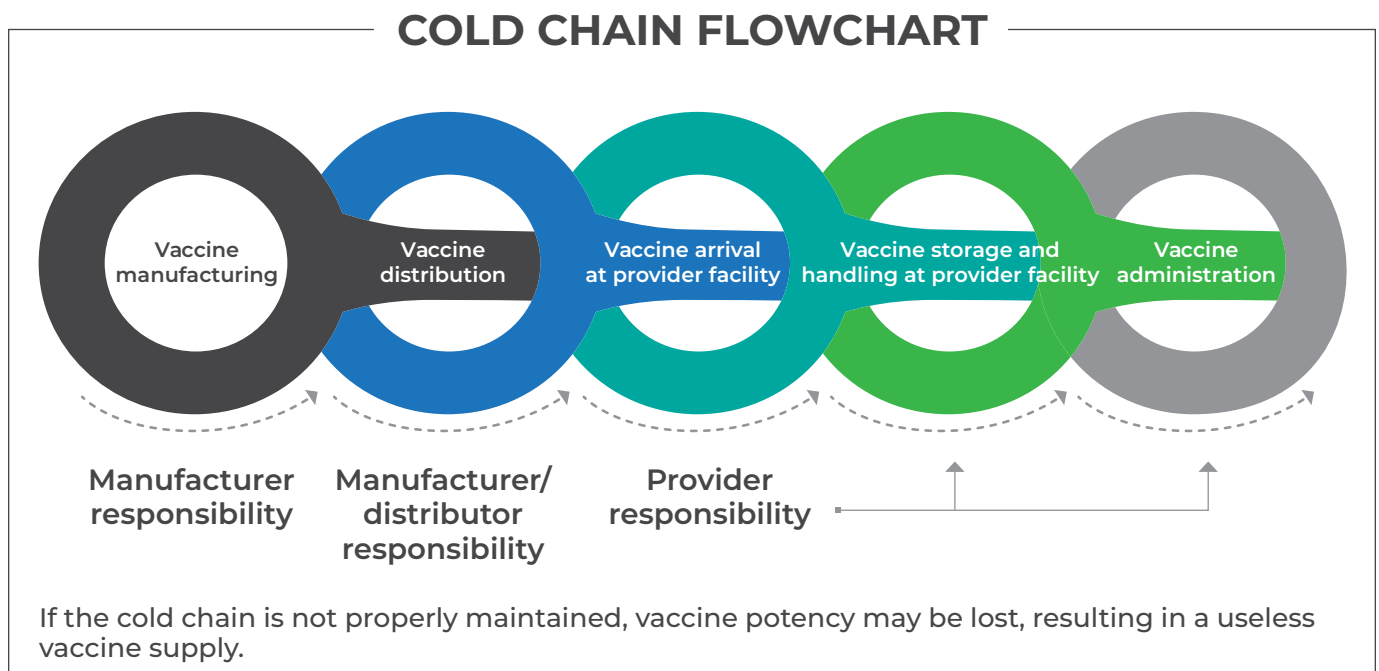 COLD CHAIN FLOWCHART
Vaccine
manufacturing
Vaccine
distribution
Vaccine arrival
at provider facility
Vaccine storage and
handling at provider facility
Vaccine
administration
Manufacturer
responsibility
Manufacturer/
distributor
responsibility
Provider
responsibility
If the cold chain is not properly maintained, vaccine potency may be lost, resulting in a useless
vaccine supply.